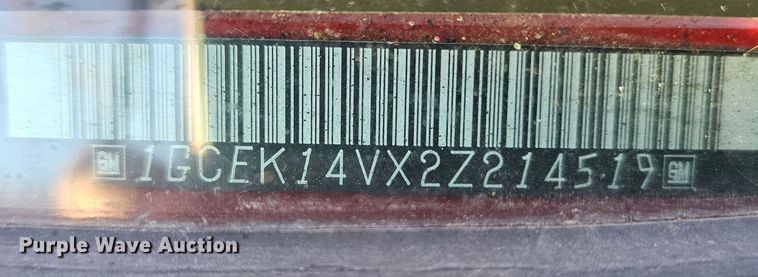 GM 1GCEK14VX2Z214519 GM
Purple Wave Auction